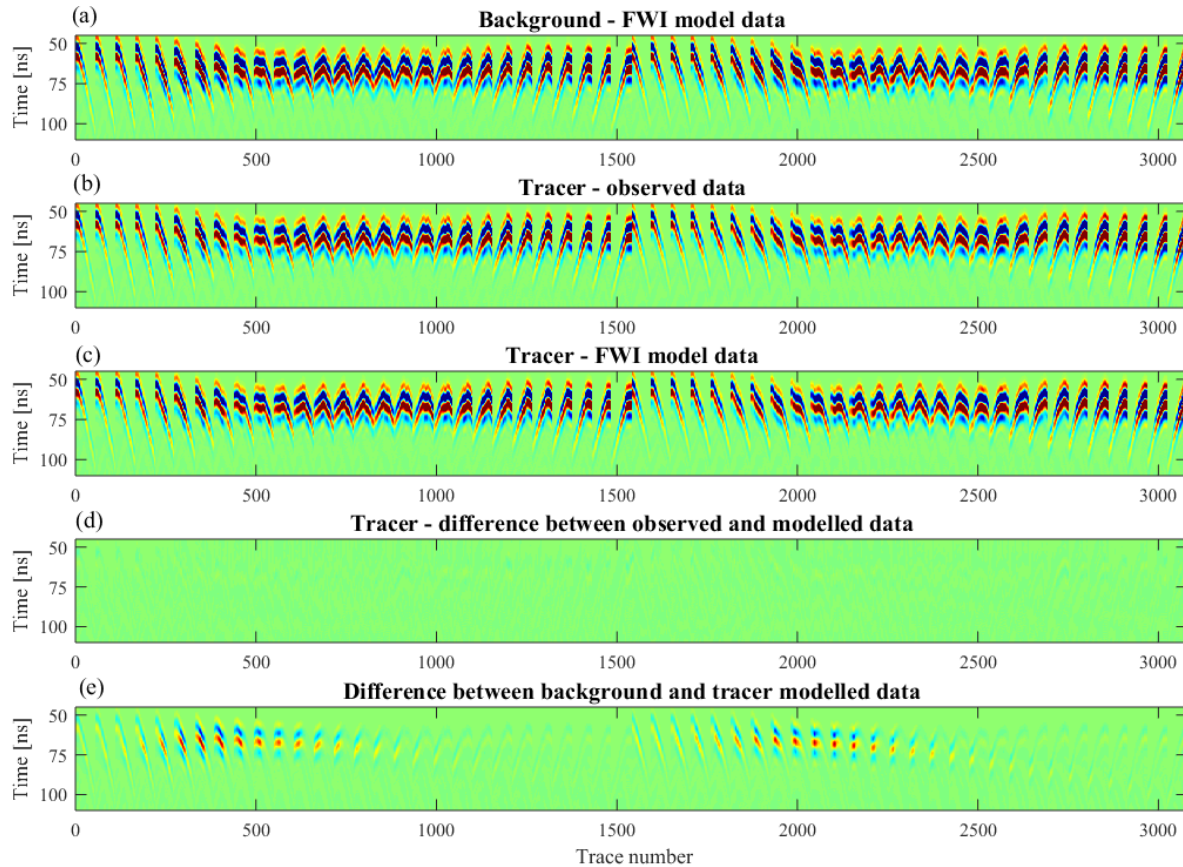 (a)
Background - FWI model data
Time [ns]
50
75
100
0 500 1000 1500 2000 2500 3000
(b)
Tracer - observed data
Time [ns]
50
75
100
0 500 1000 1500 2000 2500 3000
(c)
Tracer - FWI model data
Time [ns]
50
75
100
0 500 1000 1500 2000 2500 3000
(d)
Tracer - difference between observed and modelled data
Time [ns]
50
75
100
0 500 1000 1500 2000 2500 3000
(e)
Difference between background and tracer modelled data
Time [ns]
50
75
100
0 500 1000 1500 2000 2500 3000
Trace number